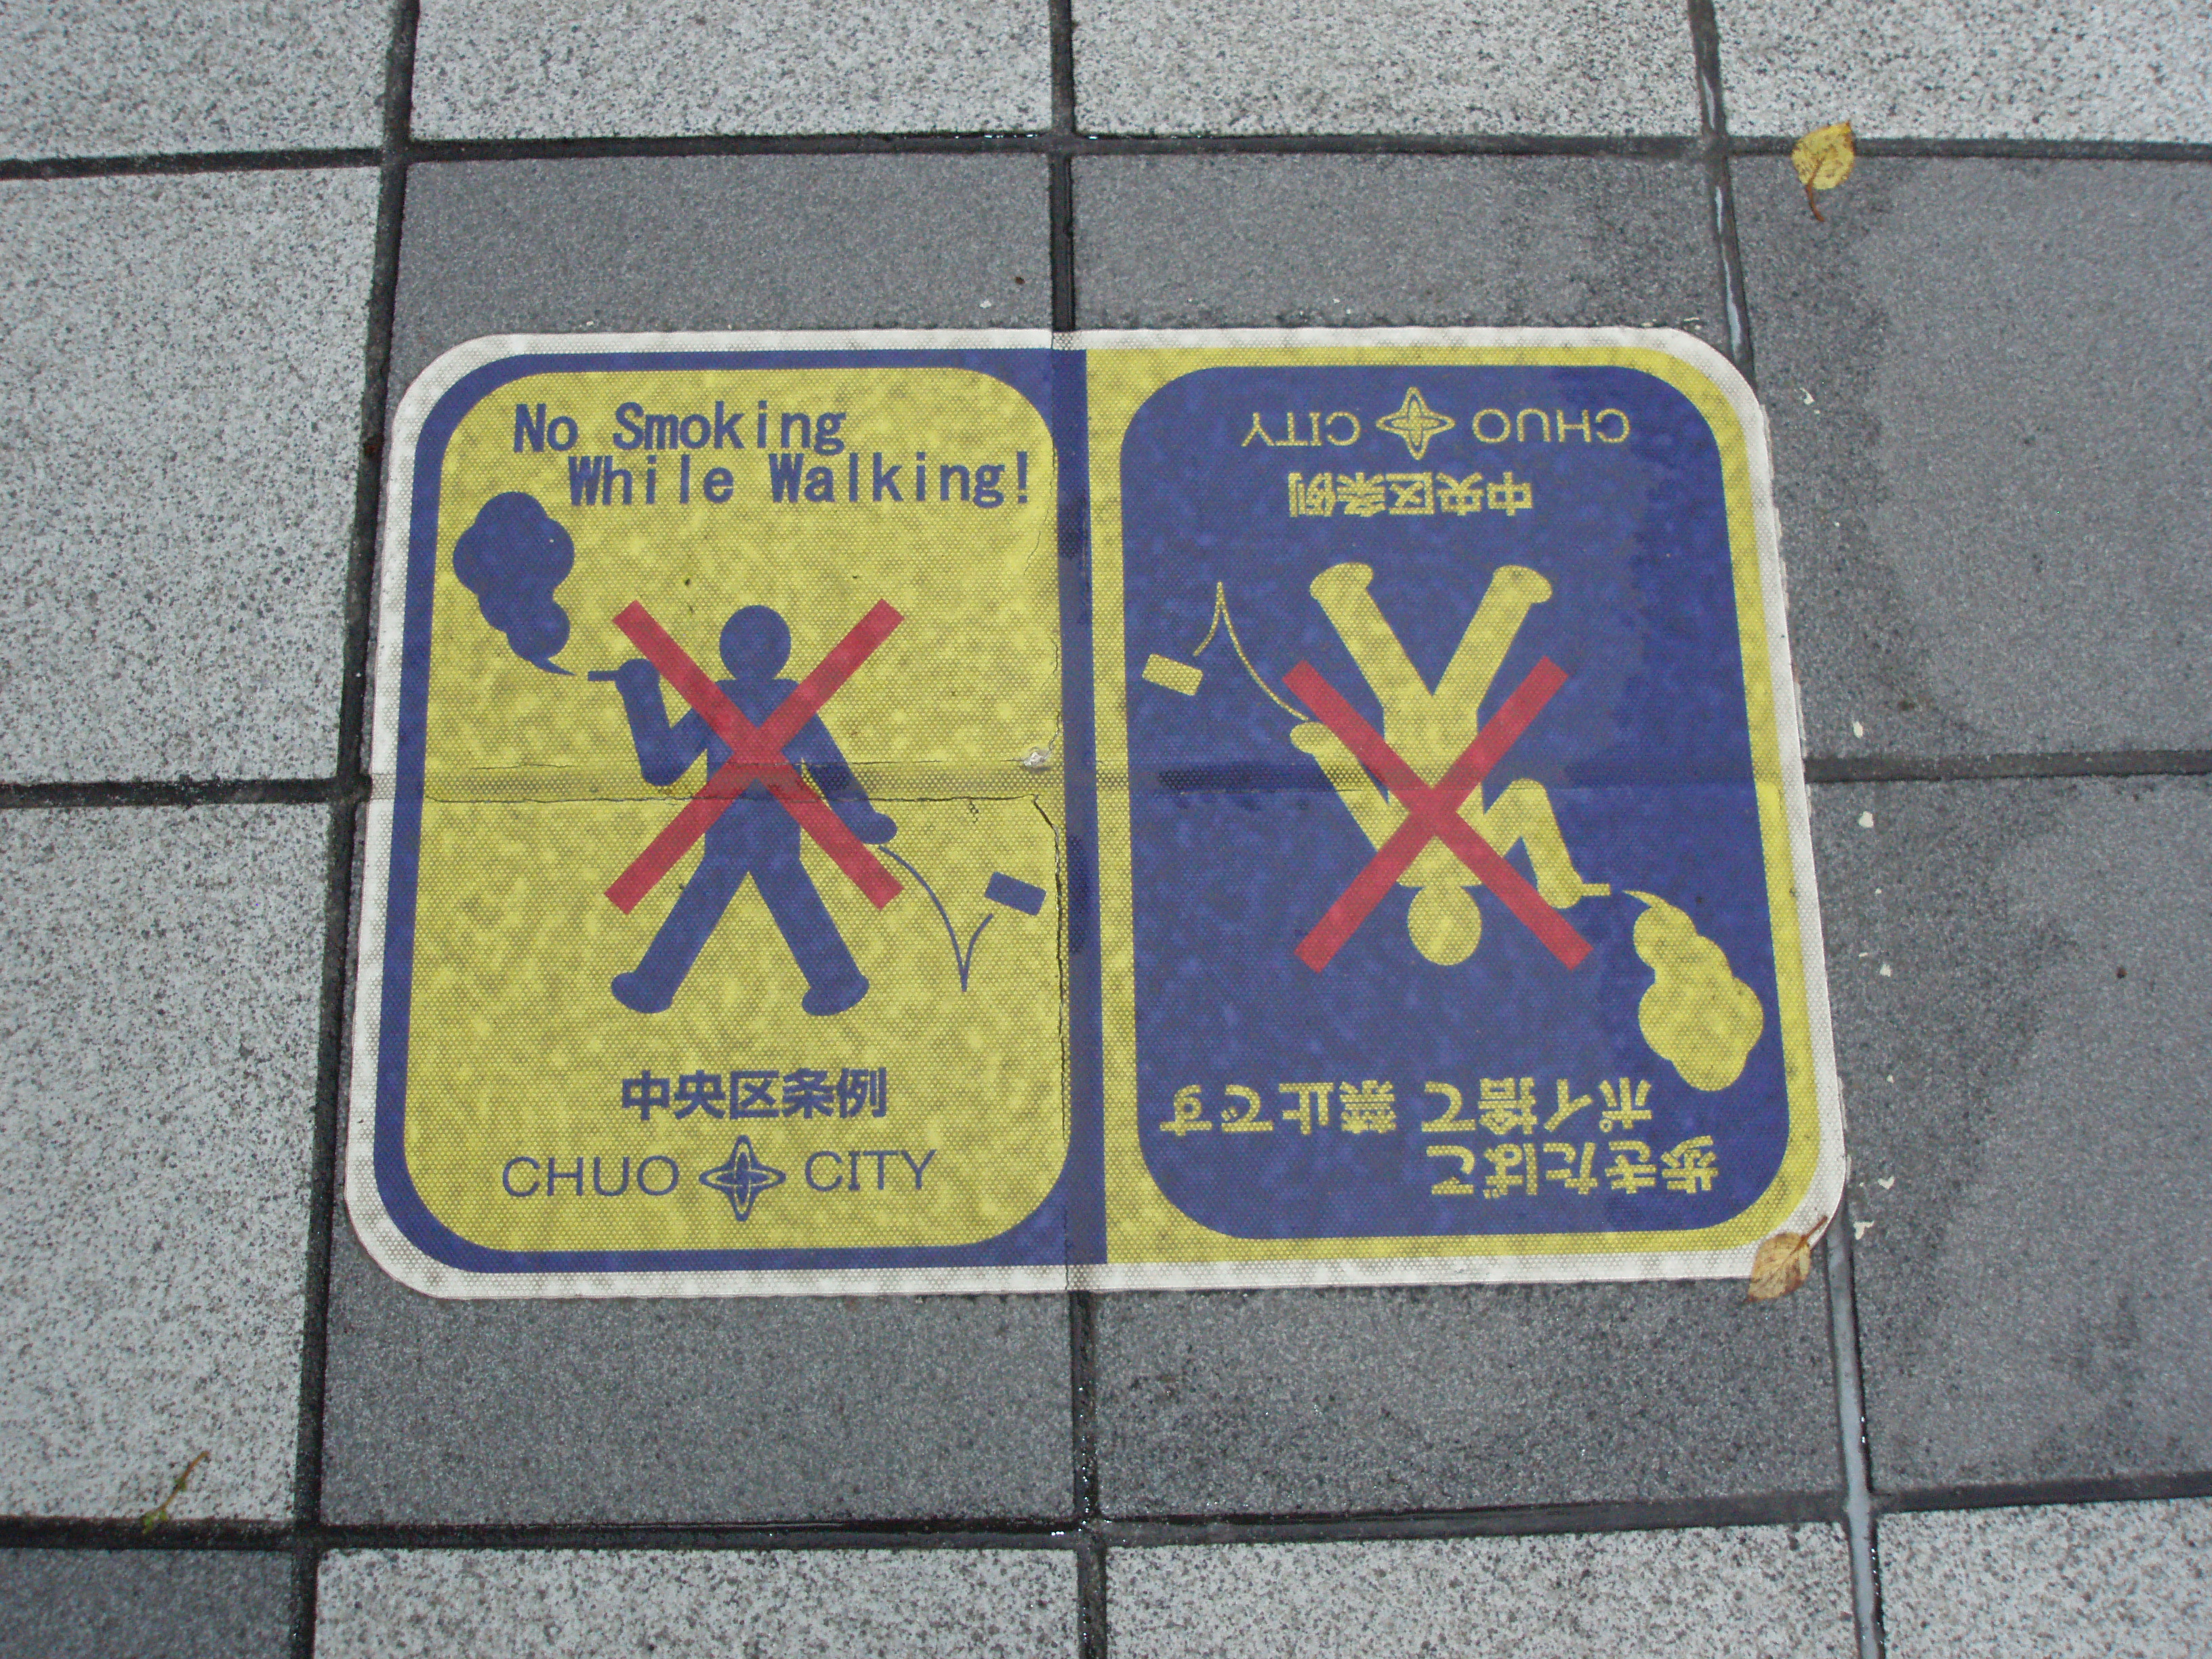 No Smoking
While Walking!
中央区条例
CHUO CITY
歩きたばこ
ポイ捨て 禁止です
中央区条例
CHUO CITY